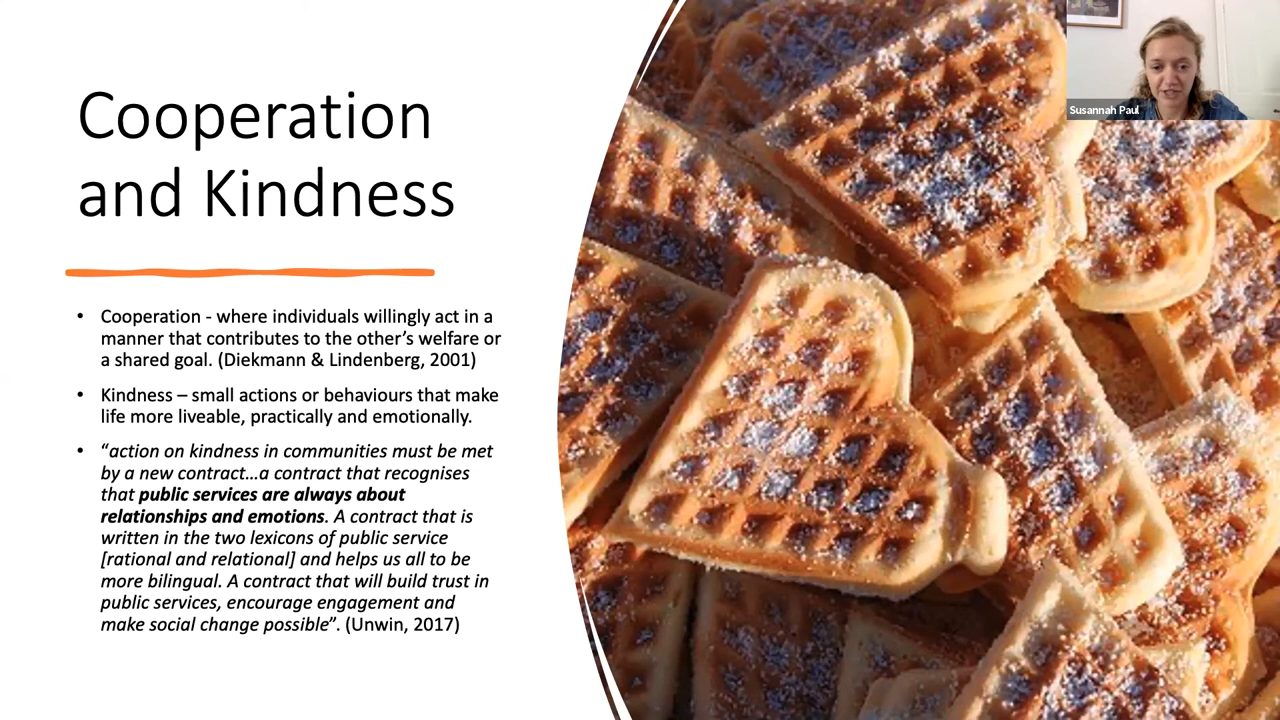 Cooperation
and Kindness
• Cooperation - where individuals willingly act in a
manner that contributes to the other’s welfare or
a shared goal. (Diekmann & Lindenberg, 2001)
• Kindness – small actions or behaviours that make
life more liveable, practically and emotionally.
• “action on kindness in communities must be met
by a new contract…a contract that recognises
that public services are always about
relationships and emotions. A contract that is
written in the two lexicons of public service
[rational and relational] and helps us all to be
more bilingual. A contract that will build trust in
public services, encourage engagement and
make social change possible”. (Unwin, 2017)
Susannah Paul